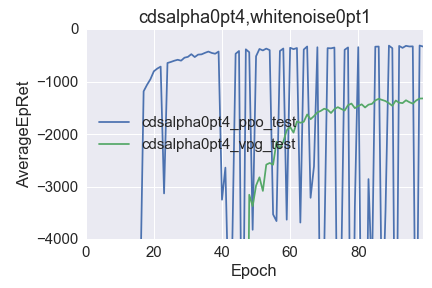 cdsalpha0pt4,whitenoise0pt1
0
−1000
−2000
−3000
−4000
AverageEpRet
cdsalpha0pt4_ppo_test
cdsalpha0pt4_vpg_test
0 20 40 60 80
Epoch